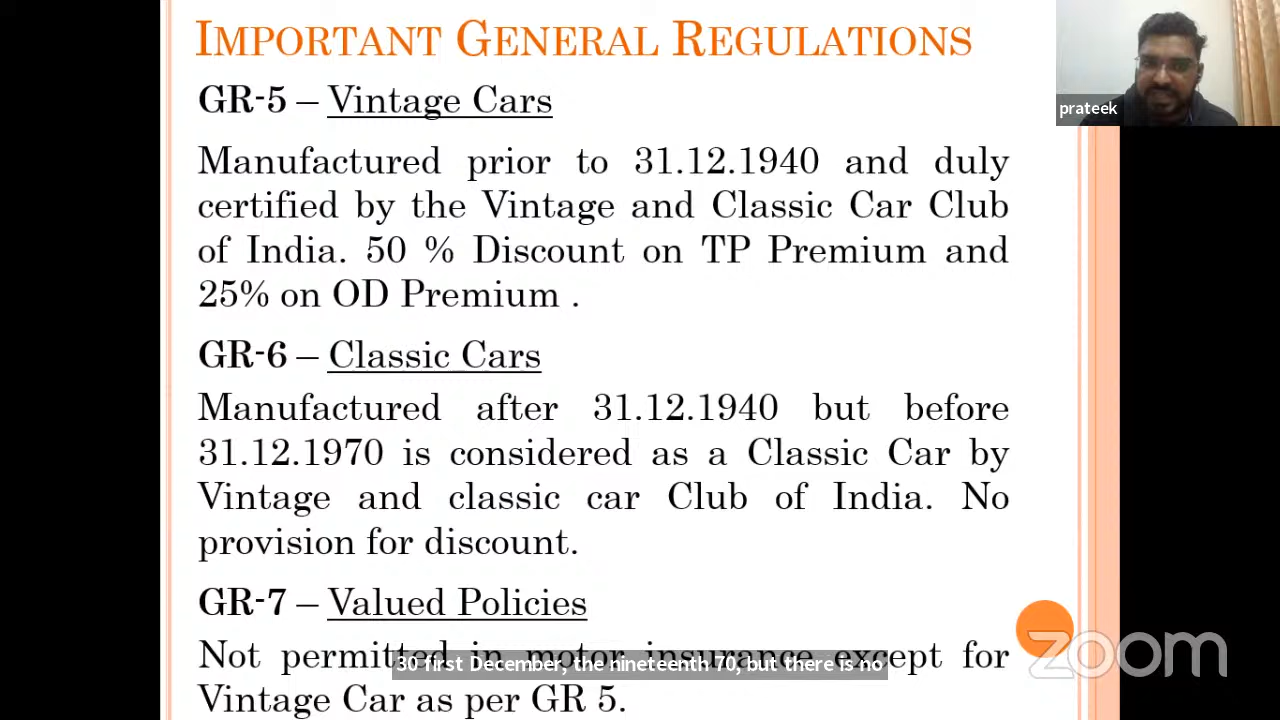 IMPORTANT GENERAL REGULATIONS
GR-5 – Vintage Cars
Manufactured prior to 31.12.1940 and duly
certified by the Vintage and Classic Car Club
of India. 50 % Discount on TP Premium and
25% on OD Premium .
GR-6 – Classic Cars
Manufactured after 31.12.1940 but before
31.12.1970 is considered as a Classic Car by
Vintage and classic car Club of India. No
provision for discount.
GR-7 – Valued Policies
Not permitted in motor insurance except for
Vintage Car as per GR 5.
30 first December, the nineteenth 70, but there is no
prateek
zoom